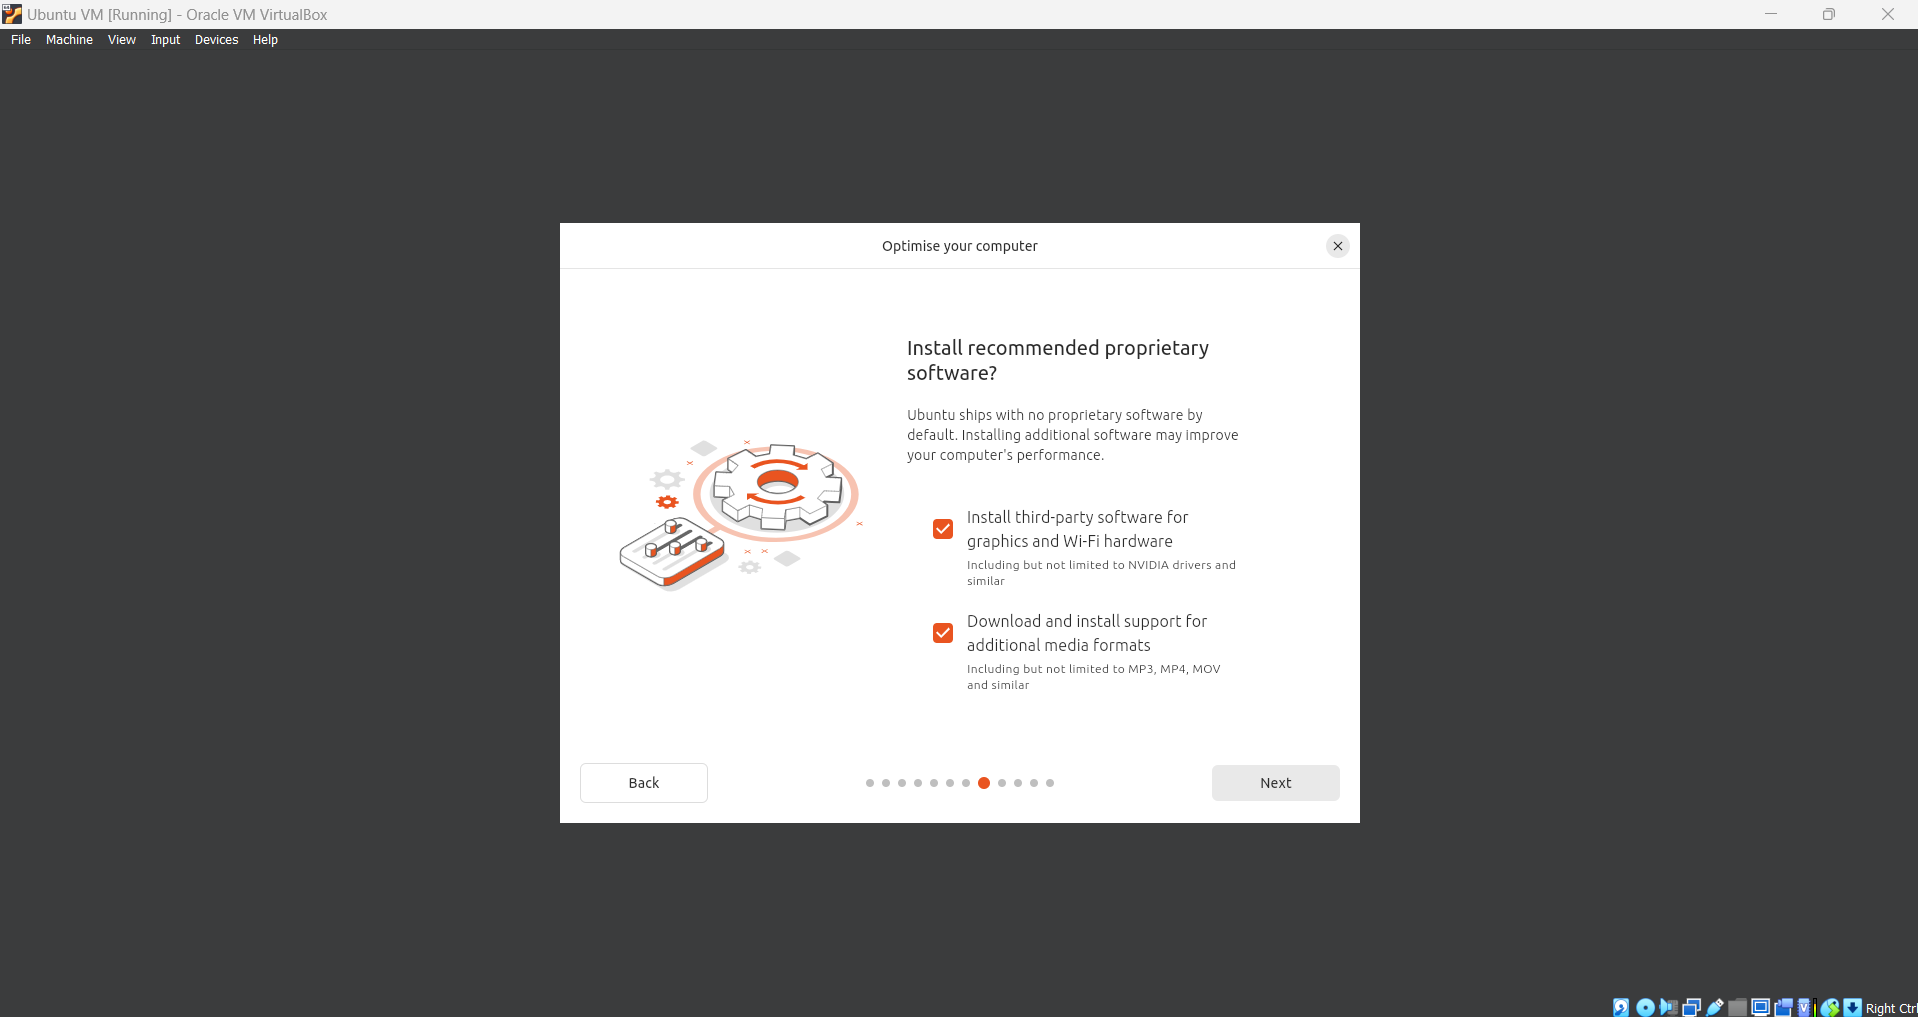 Ubuntu VM [Running] - Oracle VM VirtualBox
File Machine View Input Devices Help
Optimise your computer
Install recommended proprietary
software?
Ubuntu ships with no proprietary software by
default. Installing additional software may improve
your computer's performance.
Install third-party software for
graphics and Wi-Fi hardware
Including but not limited to NVIDIA drivers and
similar
Download and install support for
additional media formats
Including but not limited to MP3, MP4, MOV
and similar
Back
Next
Right Ctrl